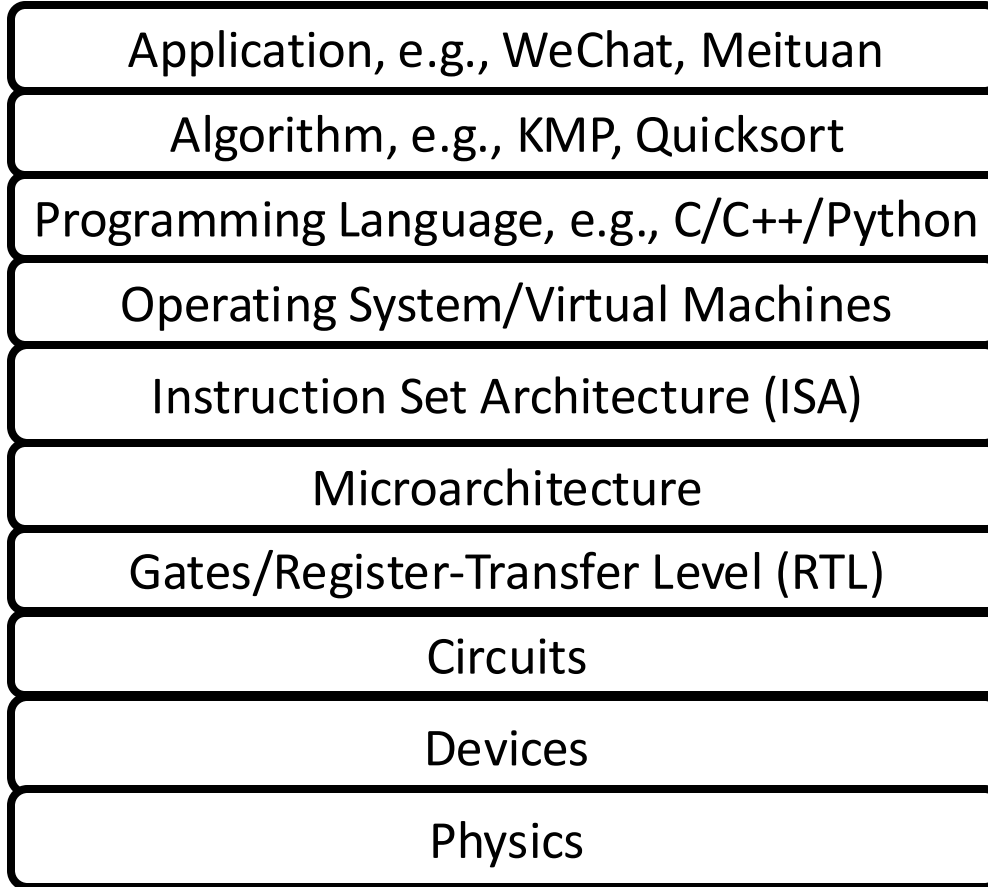 Application, e.g., WeChat, Meituan
Algorithm, e.g., KMP, Quicksort
Programming Language, e.g., C/C++/Python
Operating System/Virtual Machines
Instruction Set Architecture (ISA)
Microarchitecture
Gates/Register-Transfer Level (RTL)
Circuits
Devices
Physics